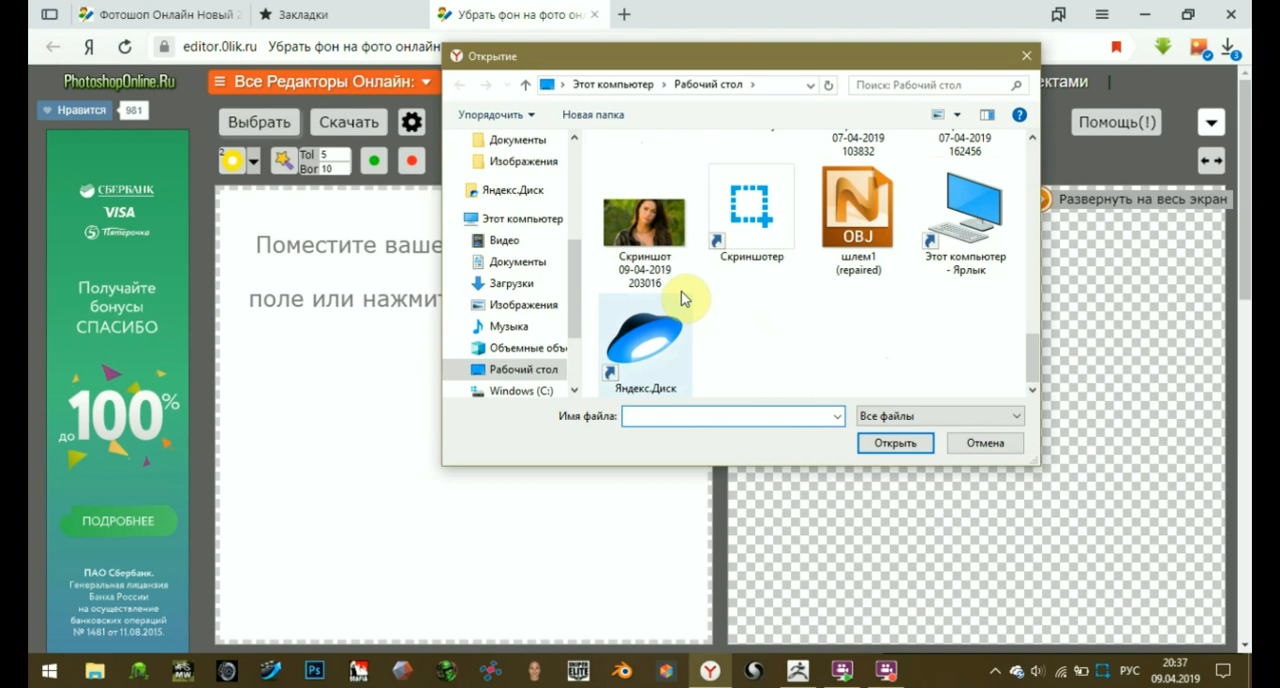 Фотошоп Онлайн Новый 2
Закладки
Убрать фон на фото он
Я
editor.0lik.ru
Убрать фон на фото онлайн
3
PhotoshopOnline.Ru
Нравится
981
Все Редакторы Онлайн:
ктами
Выбрать
Скачать
Помощь(!)
2
Tol 5
Bor 10
Развернуть на весь экран
Поместите ваше
поле или нажмит
СБЕРБАНК
VISA
Пятёрочка
Получайте
бонусы
СПАСИБО
до 100%
ПОДРОБНЕЕ
ПАО Сбербанк.
Генеральная лицензия
Банка России
на осуществление
банковских операций
№ 1481 от 11.08.2015.
Открытие
Этот компьютер
Рабочий стол
Поиск: Рабочий стол
Упорядочить
Новая папка
Документы
Изображения
Яндекс.Диск
Этот компьютер
Видео
Документы
Загрузки
Изображения
Музыка
Объемные объ
Рабочий стол
Windows (C:)
07-04-2019
103832
07-04-2019
162456
Скриншот
09-04-2019
203016
Скриншотер
OBJ
шлем1
(repaired)
Этот компьютер
- Ярлык
Яндекс.Диск
Имя файла:
Все файлы
Открыть
Отмена
Ps
РУС
20:37
09.04.2019